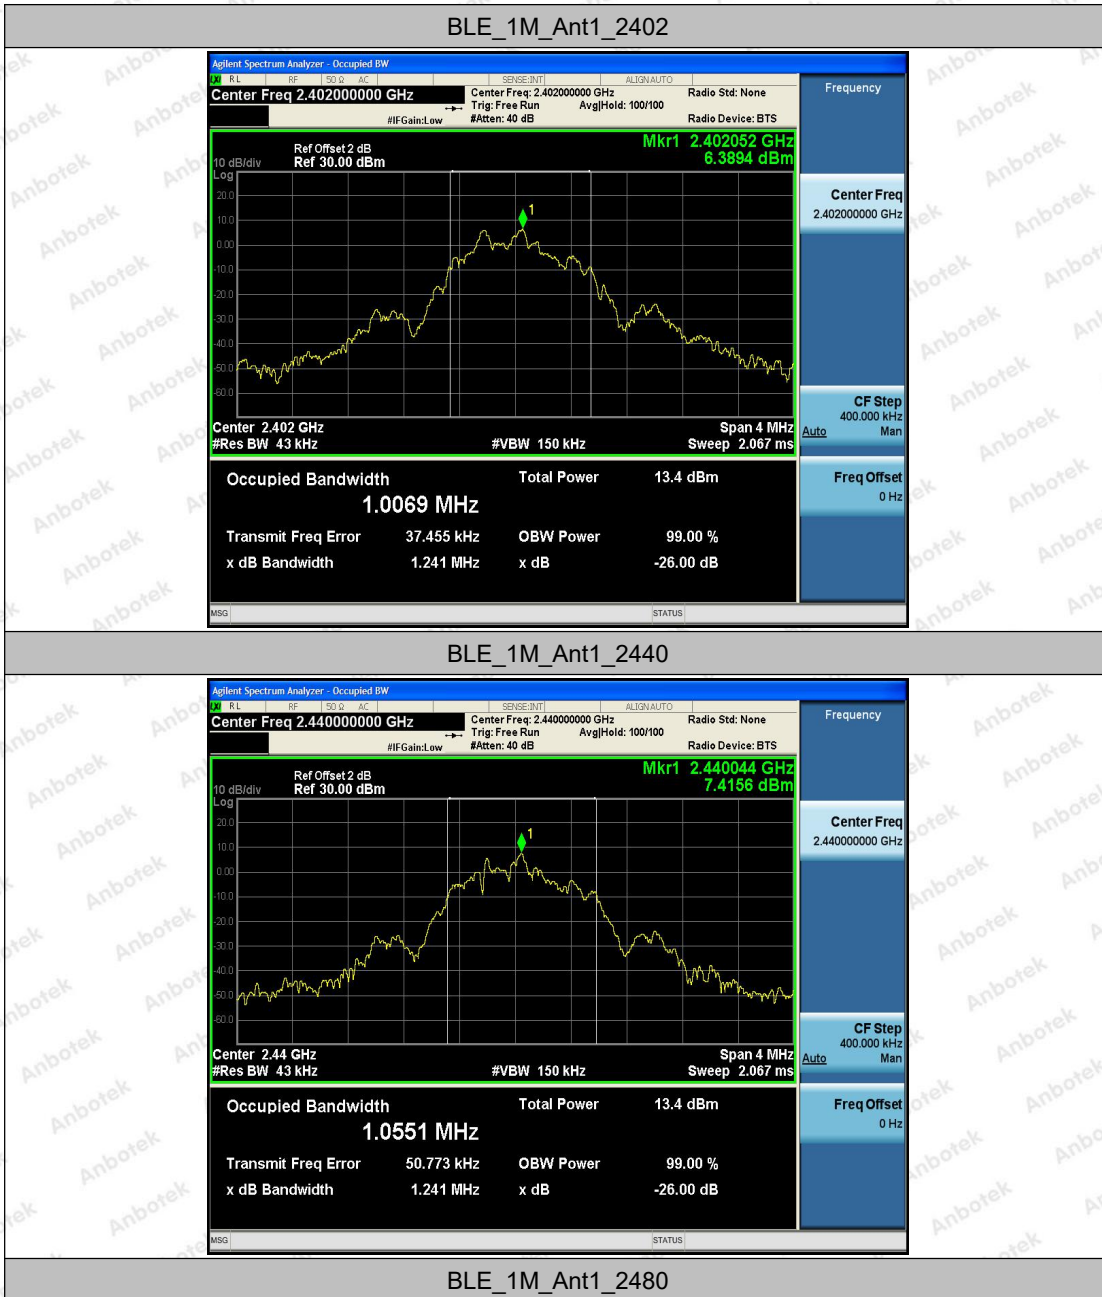 BLE_1M_Ant1_2402
Agilent Spectrum Analyzer - Occupied BW
LXI RL RF 50 Ω AC SENSE:INT ALIGNAUTO
Center Freq 2.402000000 GHz
Center Freq: 2.402000000 GHz Radio Std: None
Trig: Free Run Avg|Hold: 100/100
#IFGain:Low #Atten: 40 dB Radio Device: BTS
Frequency
Mkr1 2.402052 GHz
6.3894 dBm
Ref Offset 2 dB
10 dB/div Ref 30.00 dBm
Log
20.0
10.0
0.00
-10.0
-20.0
-30.0
-40.0
-50.0
-60.0
1
Center 2.402 GHz Span 4 MHz
#Res BW 43 kHz #VBW 150 kHz Sweep 2.067 ms
Center Freq
2.402000000 GHz
CF Step
400.000 kHz
Auto Man
Freq Offset
0 Hz
Occupied Bandwidth Total Power 13.4 dBm
1.0069 MHz
Transmit Freq Error 37.455 kHz OBW Power 99.00 %
x dB Bandwidth 1.241 MHz x dB -26.00 dB
MSG STATUS
BLE_1M_Ant1_2440
Agilent Spectrum Analyzer - Occupied BW
LXI RL RF 50 Ω AC SENSE:INT ALIGNAUTO
Center Freq 2.440000000 GHz
Center Freq: 2.440000000 GHz Radio Std: None
Trig: Free Run Avg|Hold: 100/100
#IFGain:Low #Atten: 40 dB Radio Device: BTS
Frequency
Mkr1 2.440044 GHz
7.4156 dBm
Ref Offset 2 dB
10 dB/div Ref 30.00 dBm
Log
20.0
10.0
0.00
-10.0
-20.0
-30.0
-40.0
-50.0
-60.0
1
Center 2.44 GHz Span 4 MHz
#Res BW 43 kHz #VBW 150 kHz Sweep 2.067 ms
Center Freq
2.440000000 GHz
CF Step
400.000 kHz
Auto Man
Freq Offset
0 Hz
Occupied Bandwidth Total Power 13.4 dBm
1.0551 MHz
Transmit Freq Error 50.773 kHz OBW Power 99.00 %
x dB Bandwidth 1.241 MHz x dB -26.00 dB
MSG STATUS
BLE_1M_Ant1_2480
Anbotek